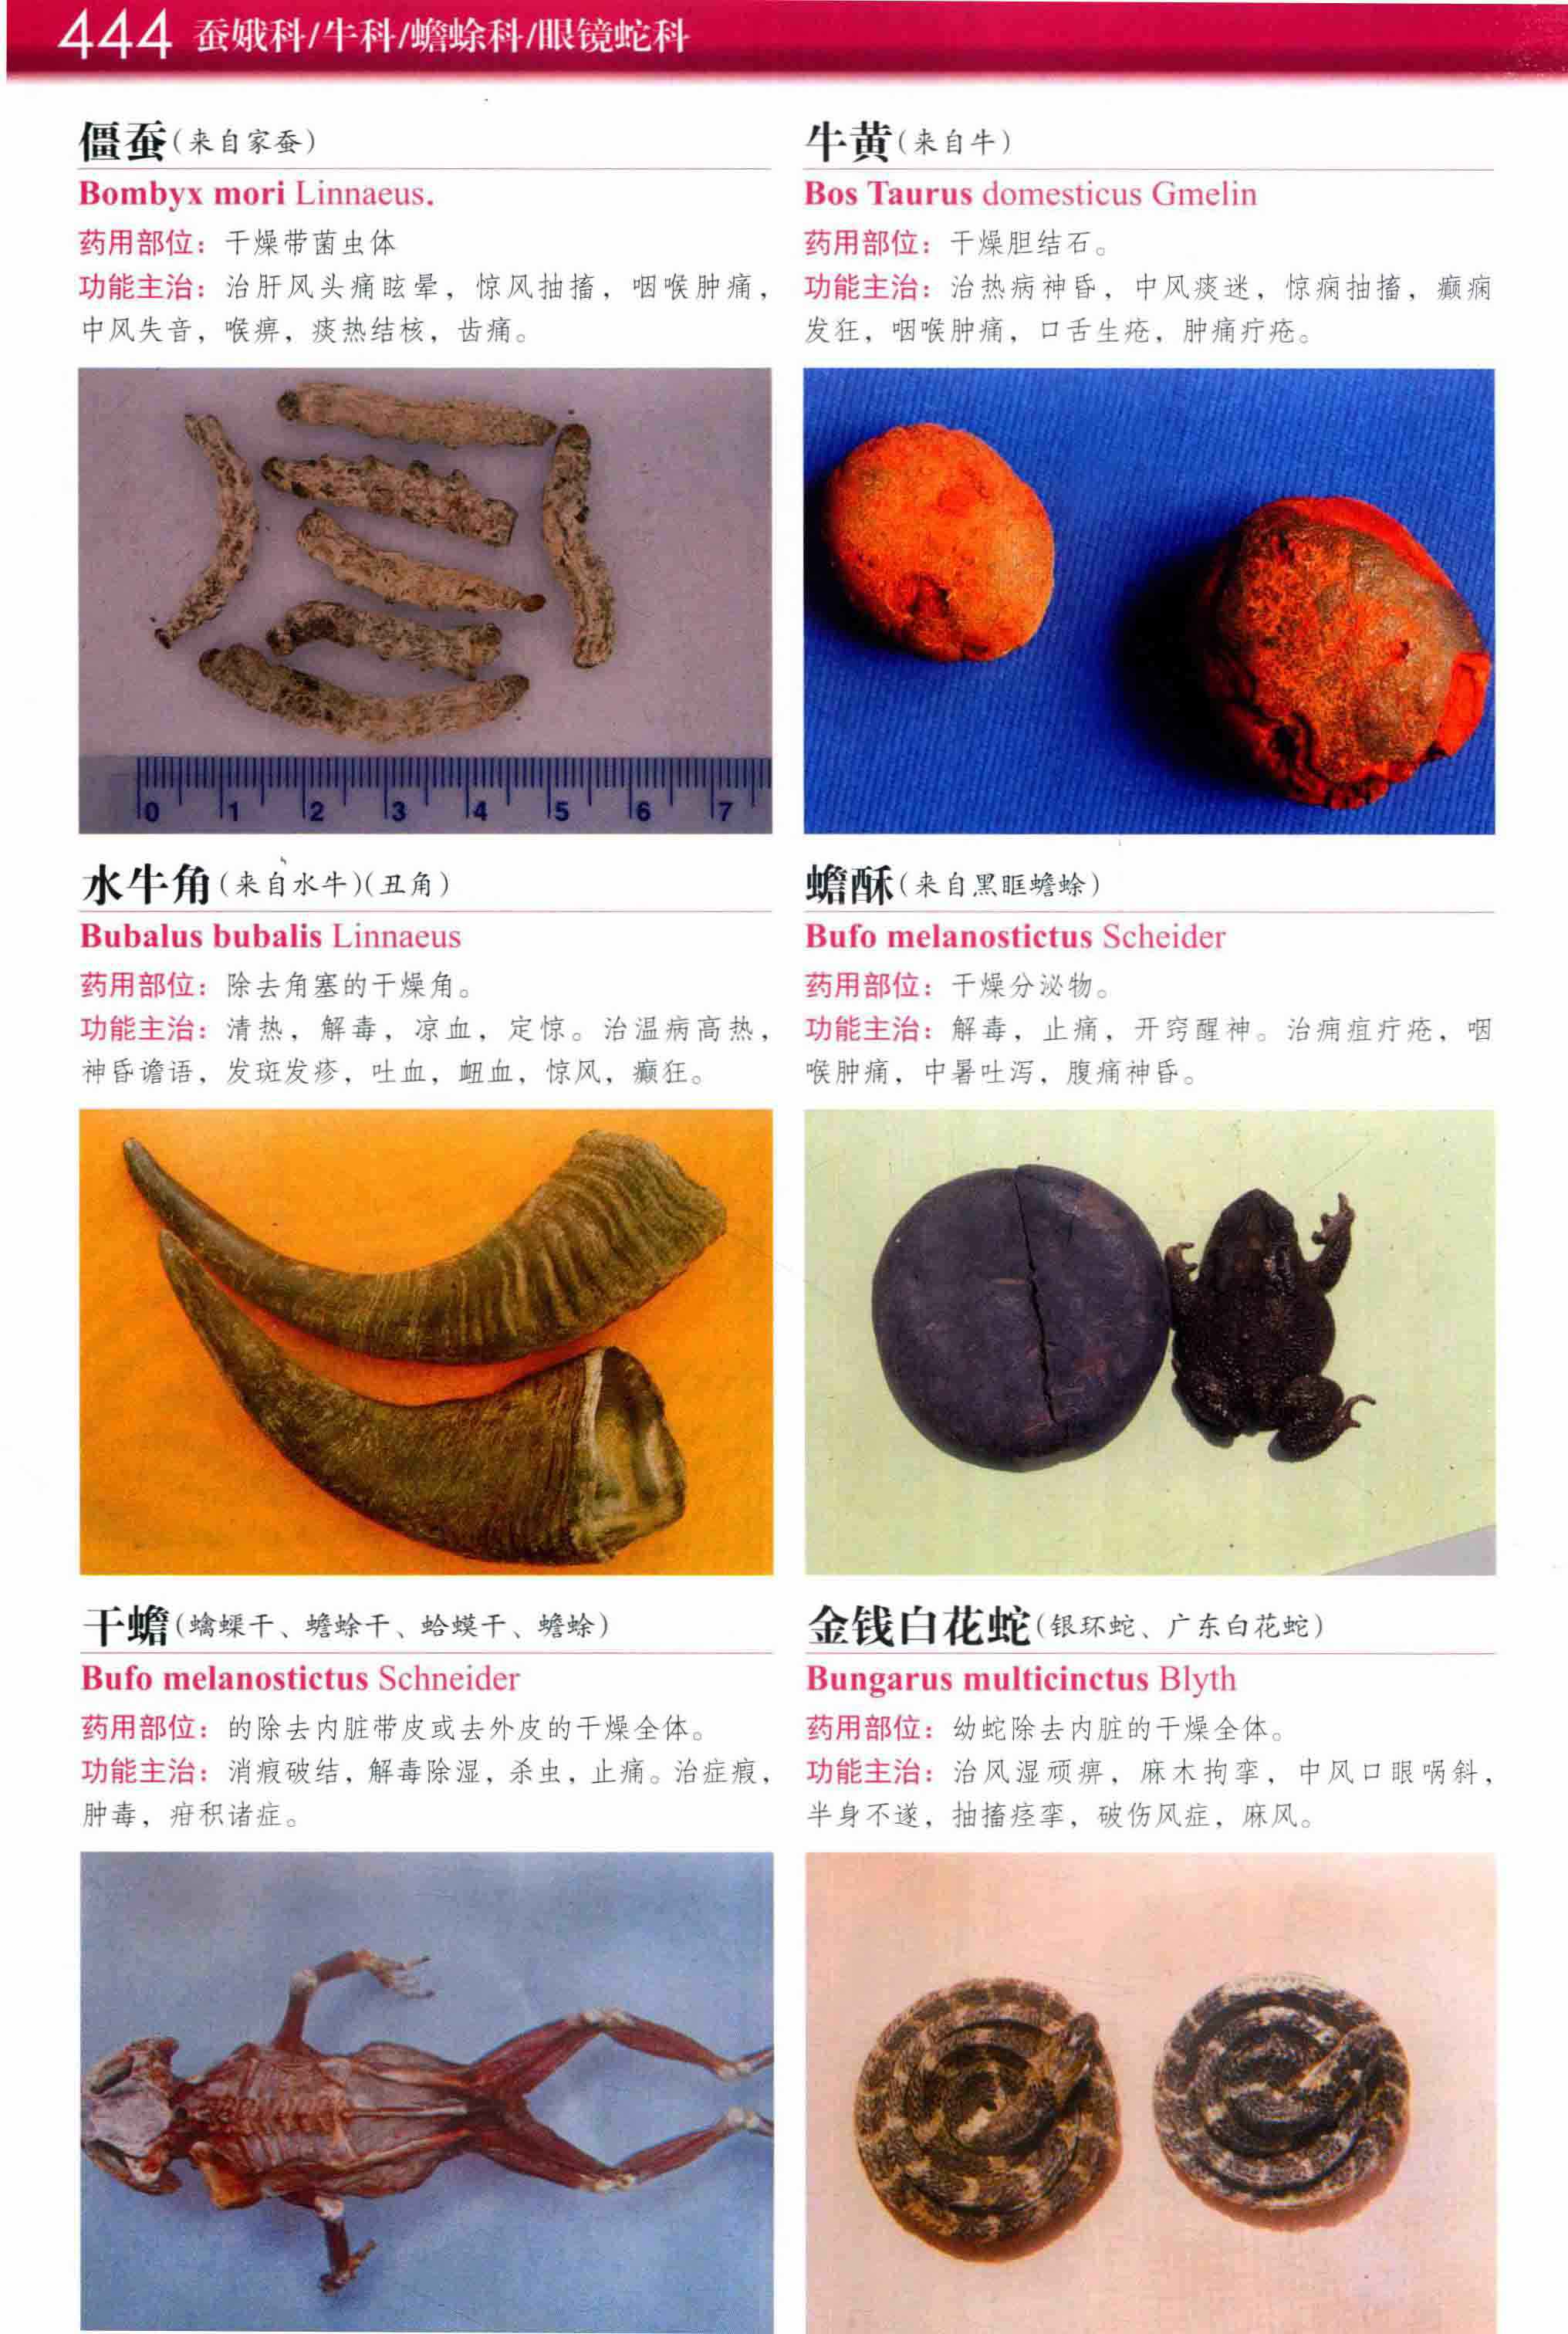 444 蚕娥科/牛科/蟾蜍科/眼镜蛇科
僵蚕(来自家蚕)
Bombyx mori Linnaeus.
药用部位：干燥带菌虫体
功能主治：治肝风头痛眩晕，惊风抽搐，咽喉肿痛，
中风失音，喉痹，痰热结核，齿痛。
0 1 2 3 4 5 6 7
牛黄(来自牛)
Bos Taurus domesticus Gmelin
药用部位：干燥胆结石。
功能主治：治热病神昏，中风痰迷，惊痫抽搐，癫痫
发狂，咽喉肿痛，口舌生疮，肿痛疔疮。
水牛角(来自水牛)(丑角)
Bubalus bubalis Linnaeus
药用部位：除去角塞的干燥角。
功能主治：清热，解毒，凉血，定惊。治温病高热，
神昏谵语，发斑发疹，吐血，衄血，惊风，癫狂。
蟾酥(来自黑眶蟾蜍)
Bufo melanostictus Scheider
药用部位：干燥分泌物。
功能主治：解毒，止痛，开窍醒神。治痈疽疔疮，咽
喉肿痛，中暑吐泻，腹痛神昏。
干蟾(蟾蜍干、蛤蟆干、蟾蜍)
Bufo melanostictus Schneider
药用部位：的除去内脏带皮或去外皮的干燥全体。
功能主治：消瘕破结，解毒除湿，杀虫，止痛。治症瘕，
肿毒，疳积诸症。
金钱白花蛇(银环蛇、广东白花蛇)
Bungarus multicinctus Blyth
药用部位：幼蛇除去内脏的干燥全体。
功能主治：治风湿顽痹，麻木拘挛，中风口眼㖞斜，
半身不遂，抽搐痉挛，破伤风症，麻风。